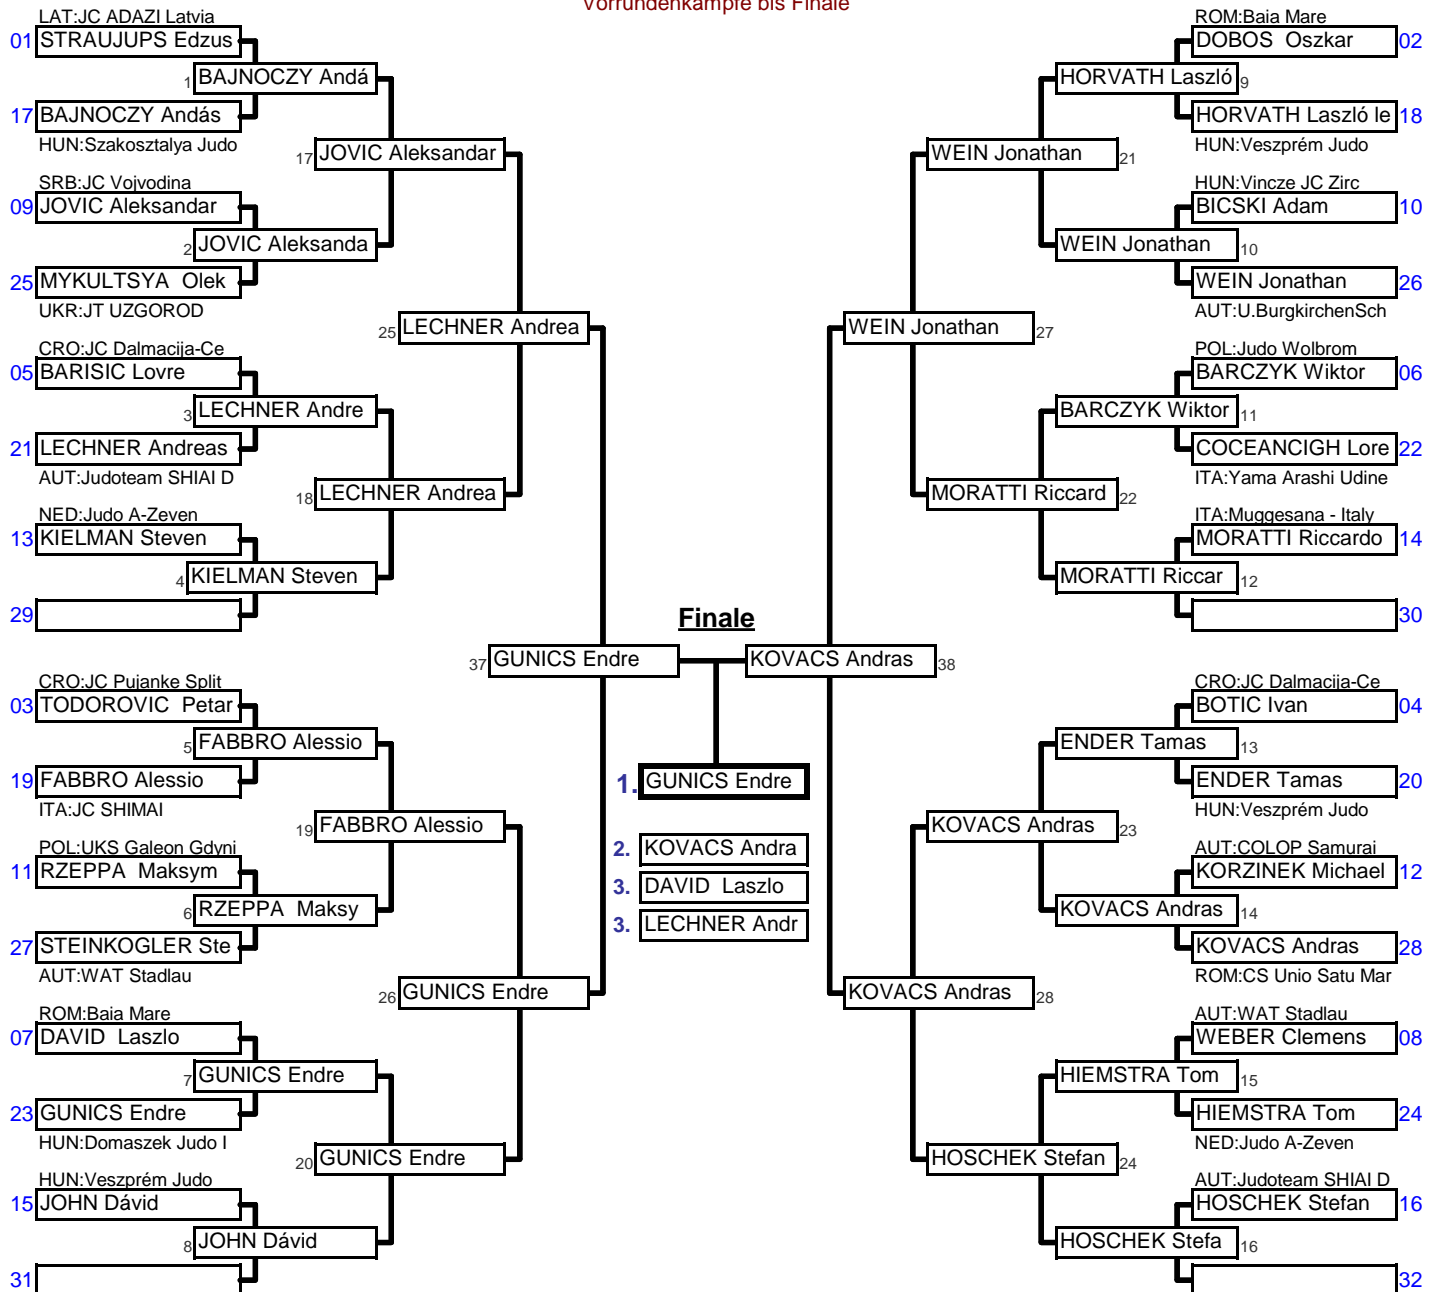 Vorrundenkämpfe bis Finale
LAT:JC ADAZI Latvia
01 STRAUJUPS Edzus
1 BAJNOCZY Andá
17 BAJNOCZY Andás
HUN:Szakosztalya Judo
17 JOVIC Aleksandar
SRB:JC Vojvodina
09 JOVIC Aleksandar
2 JOVIC Aleksanda
25 MYKULTSYA Olek
UKR:JT UZGOROD
25 LECHNER Andrea
CRO:JC Dalmacija-Ce
05 BARISIC Lovre
3 LECHNER Andre
21 LECHNER Andreas
AUT:Judoteam SHIAI D
18 LECHNER Andrea
NED:Judo A-Zeven
13 KIELMAN Steven
4 KIELMAN Steven
29
37 GUNICS Endre
CRO:JC Pujanke Split
03 TODOROVIC Petar
5 FABBRO Alessio
19 FABBRO Alessio
ITA:JC SHIMAI
19 FABBRO Alessio
POL:UKS Galeon Gdyni
11 RZEPPA Maksym
6 RZEPPA Maksy
27 STEINKOGLER Ste
AUT:WAT Stadlau
26 GUNICS Endre
ROM:Baia Mare
07 DAVID Laszlo
7 GUNICS Endre
23 GUNICS Endre
HUN:Domaszek Judo I
20 GUNICS Endre
HUN:Veszprém Judo
15 JOHN Dávid
8 JOHN Dávid
31
Finale
1. GUNICS Endre
2. KOVACS Andra
3. DAVID Laszlo
3. LECHNER Andr
ROM:Baia Mare
DOBOS Oszkar 02
HORVATH Laszló 9
HORVATH Laszló le 18
HUN:Veszprém Judo
WEIN Jonathan 21
HUN:Vincze JC Zirc
BICSKI Adam 10
WEIN Jonathan 10
WEIN Jonathan 26
AUT:U.BurgkirchenSch
WEIN Jonathan 27
POL:Judo Wolbrom
BARCZYK Wiktor 06
BARCZYK Wiktor 11
COCEANCIGH Lore 22
ITA:Yama Arashi Udine
MORATTI Riccard 22
ITA:Muggesana - Italy
MORATTI Riccardo 14
MORATTI Riccar 12
30
KOVACS Andras 38
CRO:JC Dalmacija-Ce
BOTIC Ivan 04
ENDER Tamas 13
ENDER Tamas 20
HUN:Veszprém Judo
KOVACS Andras 23
AUT:COLOP Samurai
KORZINEK Michael 12
KOVACS Andras 14
KOVACS Andras 28
ROM:CS Unio Satu Mar
KOVACS Andras 28
AUT:WAT Stadlau
WEBER Clemens 08
HIEMSTRA Tom 15
HIEMSTRA Tom 24
NED:Judo A-Zeven
HOSCHEK Stefan 24
AUT:Judoteam SHIAI D
HOSCHEK Stefan 16
HOSCHEK Stefa 16
32